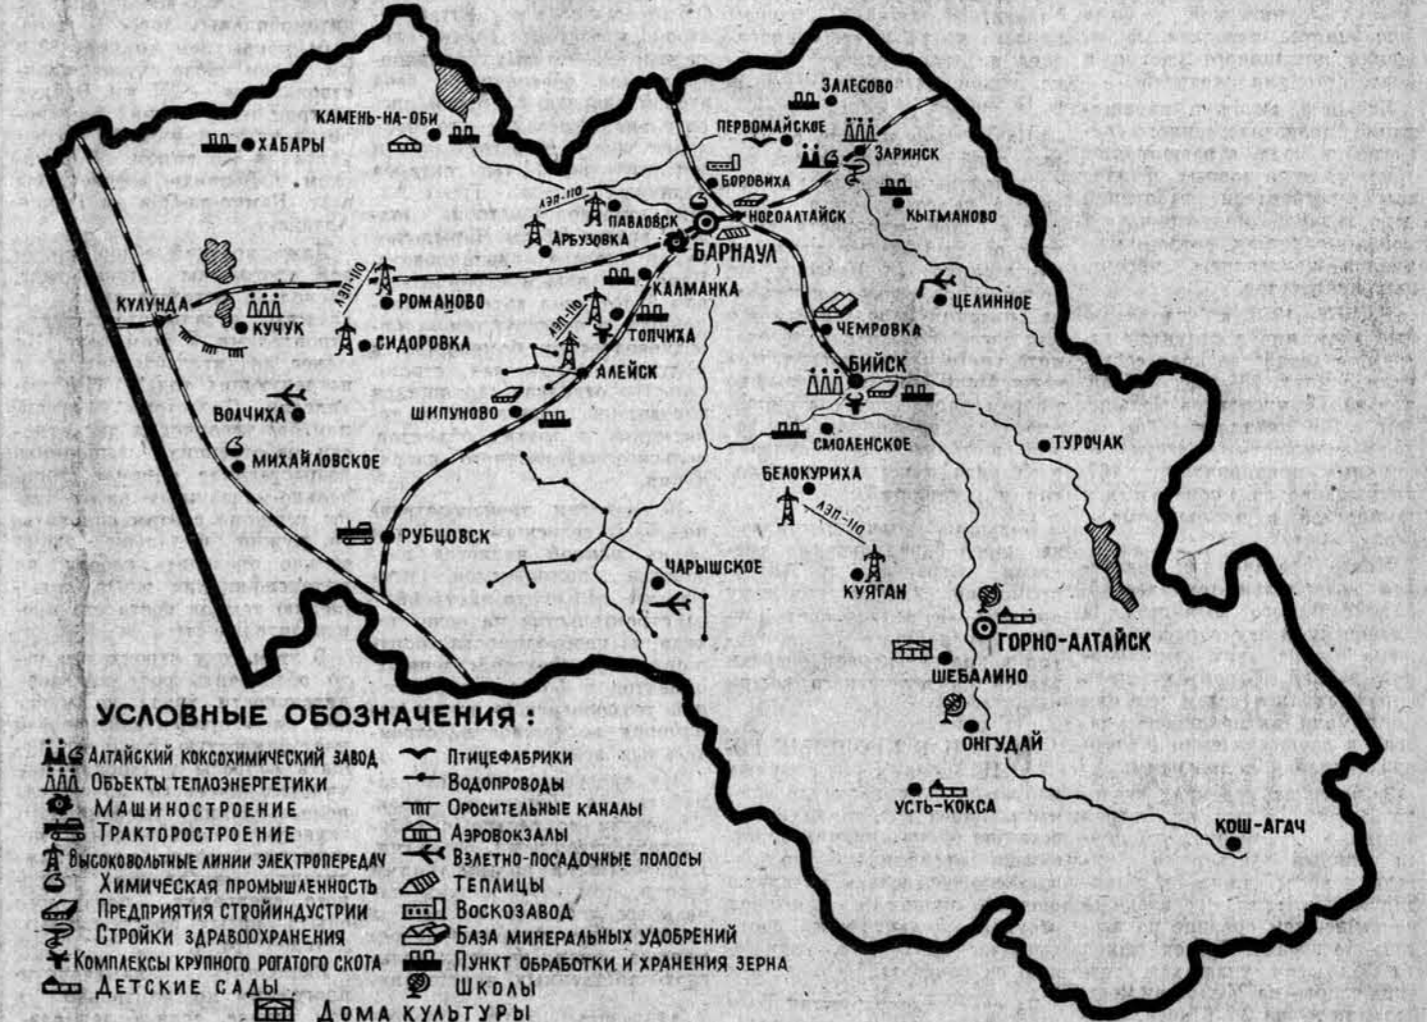 ЗАЛЕСОВО
КАМЕНЬ-НА-ОБИ
ПЕРВОМАЙСКОЕ
ХАБАРЫ
ЗАРИНСК
БОРОВИХА
ЛЭП-110
ПАВЛОВСК
НОВОАЛТАЙСК
КЫТМАНОВО
АРБУЗОВКА
БАРНАУЛ
ЛЭП-110
КАЛМАНКА
КУЛУНДА
РОМАНОВО
ЦЕЛИННОЕ
КУЧУК
ЛЭП-110
ТОПЧИХА
ЧЕМРОВКА
СИДОРОВКА
БИЙСК
АЛЕЙСК
ВОЛЧИХА
ШИПУНОВО
СМОЛЕНСКОЕ
ТУРОЧАК
МИХАЙЛОВСКОЕ
БЕЛОКУРИХА
ЛЭП-110
РУБЦОВСК
ЧАРЫШСКОЕ
КУЯГАН
ГОРНО-АЛТАЙСК
ШЕБАЛИНО
ОНГУДАЙ
УСТЬ-КОКСА
КОШ-АГАЧ
УСЛОВНЫЕ ОБОЗНАЧЕНИЯ:
АЛТАЙСКИЙ КОКСОХИМИЧЕСКИЙ ЗАВОД
ОБЪЕКТЫ ТЕПЛОЭНЕРГЕТИКИ
МАШИНОСТРОЕНИЕ
ТРАКТОРОСТРОЕНИЕ
ВЫСОКОВОЛЬТНЫЕ ЛИНИИ ЭЛЕКТРОПЕРЕДАЧ
ХИМИЧЕСКАЯ ПРОМЫШЛЕННОСТЬ
ПРЕДПРИЯТИЯ СТРОЙИНДУСТРИИ
СТРОЙКИ ЗДРАВООХРАНЕНИЯ
КОМПЛЕКСЫ КРУПНОГО РОГАТОГО СКОТА
ДЕТСКИЕ САДЫ
ПТИЦЕФАБРИКИ
ВОДОПРОВОДЫ
ОРОСИТЕЛЬНЫЕ КАНАЛЫ
АЭРОВОКЗАЛЫ
ВЗЛЕТНО-ПОСАДОЧНЫЕ ПОЛОСЫ
ТЕПЛИЦЫ
ВОСКОЗАВОД
БАЗА МИНЕРАЛЬНЫХ УДОБРЕНИЙ
ПУНКТ ОБРАБОТКИ И ХРАНЕНИЯ ЗЕРНА
ШКОЛЫ
ДОМА КУЛЬТУРЫ